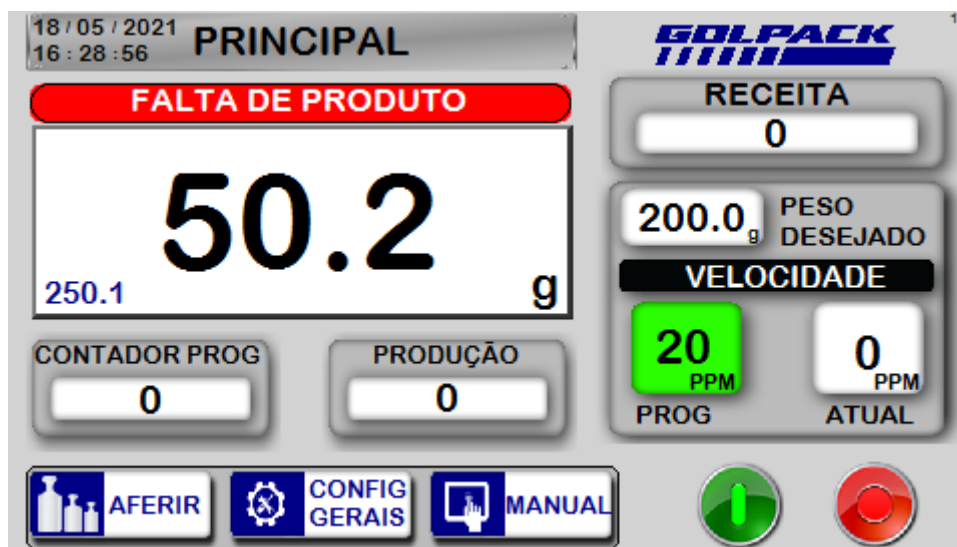 18 / 05 / 2021
16 : 28 : 56
PRINCIPAL
GOLPACK
1
FALTA DE PRODUTO
50.2
250.1
g
RECEITA
0
200.0 g
PESO
DESEJADO
VELOCIDADE
20
PPM
PROG
0
PPM
ATUAL
CONTADOR PROG
0
PRODUÇÃO
0
AFERIR
CONFIG
GERAIS
MANUAL